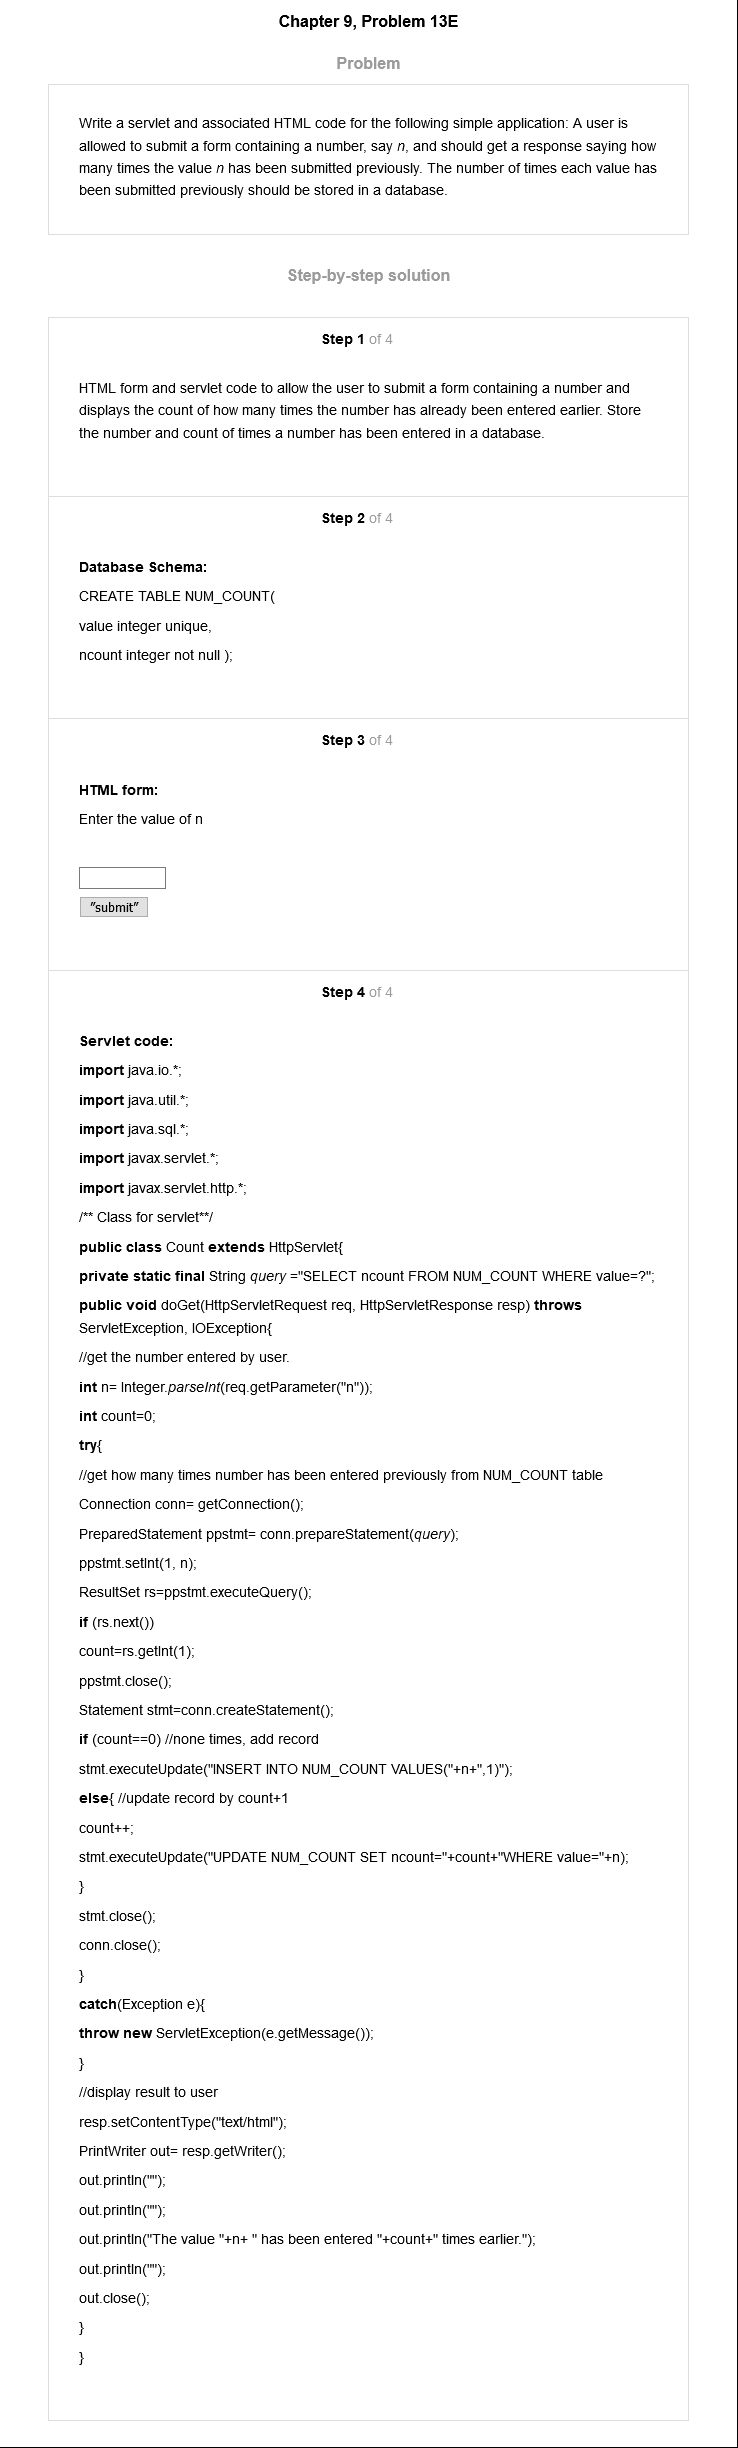 Chapter 9, Problem 13E
Problem
Write a servlet and associated HTML code for the following simple application: A user is
allowed to submit a form containing a number, say n, and should get a response saying how
many times the value n has been submitted previously. The number of times each value has
been submitted previously should be stored in a database.
Step-by-step solution
Step 1 of 4
HTML form and servlet code to allow the user to submit a form containing a number and
displays the count of how many times the number has already been entered earlier. Store
the number and count of times a number has been entered in a database.
Step 2 of 4
Database Schema:
CREATE TABLE NUM_COUNT(
value integer unique,
ncount integer not null );
Step 3 of 4
HTML form:
Enter the value of n
"submit"
Step 4 of 4
Servlet code:
import java.io.*;
import java.util.*;
import java.sql.*;
import javax.servlet.*;
import javax.servlet.http.*;
/** Class for servlet**/
public class Count extends HttpServlet{
private static final String query ="SELECT ncount FROM NUM_COUNT WHERE value=?";
public void doGet(HttpServletRequest req, HttpServletResponse resp) throws
ServletException, IOException{
//get the number entered by user.
int n= Integer.parseInt(req.getParameter("n"));
int count=0;
try{
//get how many times number has been entered previously from NUM_COUNT table
Connection conn= getConnection();
PreparedStatement ppstmt= conn.prepareStatement(query);
ppstmt.setInt(1, n);
ResultSet rs=ppstmt.executeQuery();
if (rs.next())
count=rs.getInt(1);
ppstmt.close();
Statement stmt=conn.createStatement();
if (count==0) //none times, add record
stmt.executeUpdate("INSERT INTO NUM_COUNT VALUES("+n+",1)");
else{ //update record by count+1
count++;
stmt.executeUpdate("UPDATE NUM_COUNT SET ncount="+count+"WHERE value="+n);
}
stmt.close();
conn.close();
}
catch(Exception e){
throw new ServletException(e.getMessage());
}
//display result to user
resp.setContentType("text/html");
PrintWriter out= resp.getWriter();
out.println("");
out.println("");
out.println("The value "+n+ " has been entered "+count+" times earlier.");
out.println("");
out.close();
}
}